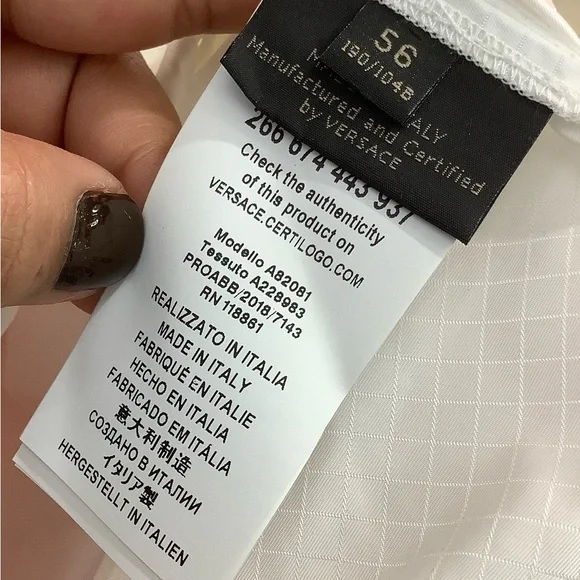 56
190/104B
ALY
Manufactured and Certified
by VERSACE
266 674 443 937
Check the authenticity
of this product on
VERSACE.CERTILOGO.COM
Modello A82081
Tessuto A228983
PROABB/2018/7143
RN 118861
REALIZZATO IN ITALIA
MADE IN ITALY
FABRIQUÉ EN ITALIE
HECHO EN ITALIA
FABRICADO EM ITÁLIA
意大利制造
СОЗДАНО В ИТАЛИИ
イタリア製
HERGESTELLT IN ITALIEN